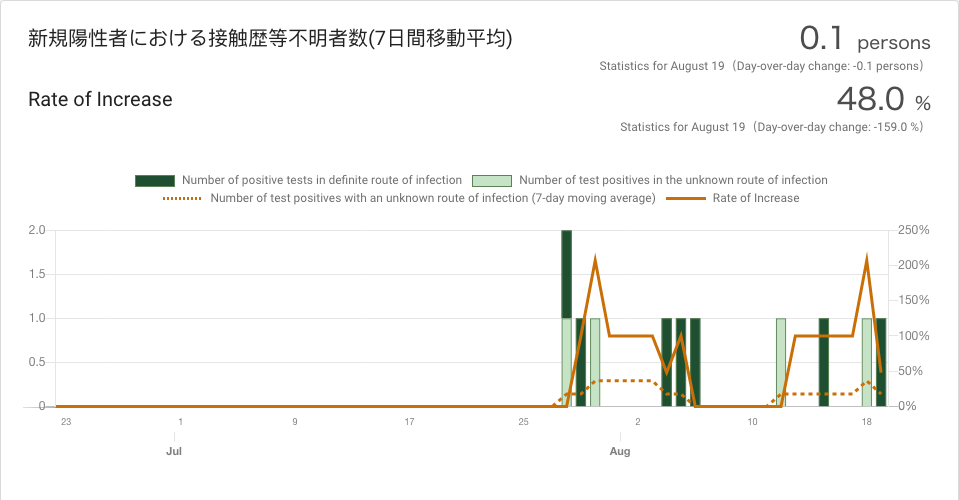 新規陽性者における接触歴等不明者数(7日間移動平均)
0.1 persons
Statistics for August 19（Day-over-day change: -0.1 persons）
Rate of Increase
48.0 %
Statistics for August 19（Day-over-day change: -159.0 %）
Number of positive tests in definite route of infection Number of test positives in the unknown route of infection
Number of test positives with an unknown route of infection (7-day moving average) Rate of Increase
2.0 250%
200%
1.5
150%
1.0
100%
0.5
50%
0 0%
23 1 9 17 25 2 10 18
Jul Aug